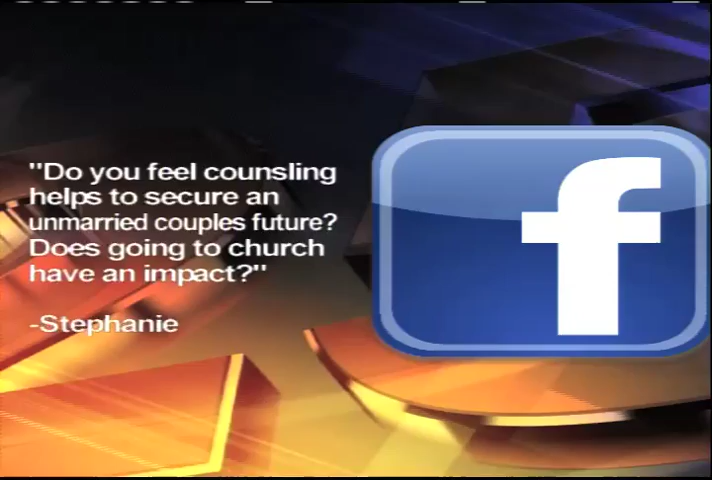 "Do you feel counsling
helps to secure an
unmarried couples future?
Does going to church
have an impact?"
-Stephanie
f